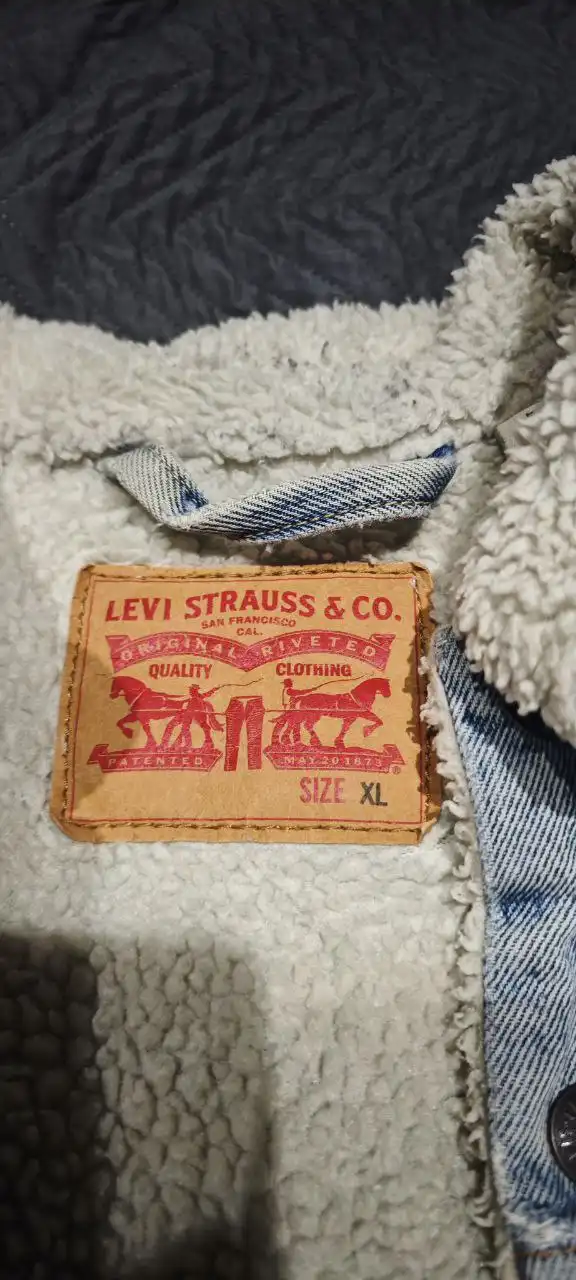 LEVI STRAUSS & CO.
SAN FRANCISCO
CAL.
ORIGINAL RIVETED
QUALITY CLOTHING
PATENTED MAY 20 1873
®
SIZE XL